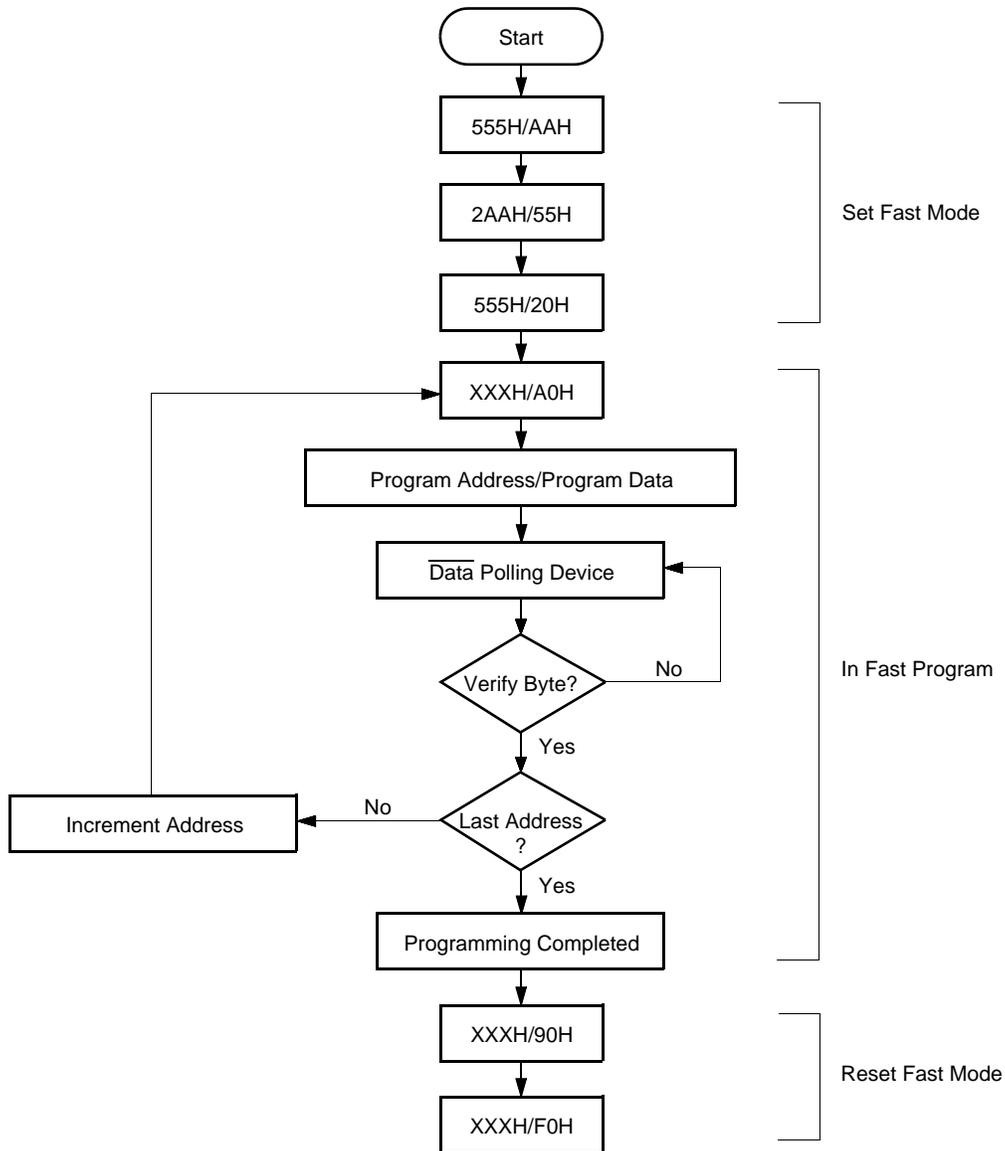 Start
555H/AAH
2AAH/55H
Set Fast Mode
555H/20H
XXXH/A0H
Program Address/Program Data
Data Polling Device
In Fast Program
Verify Byte?
No
Yes
Last Address
?
No
Increment Address
Yes
Programming Completed
XXXH/90H
Reset Fast Mode
XXXH/F0H